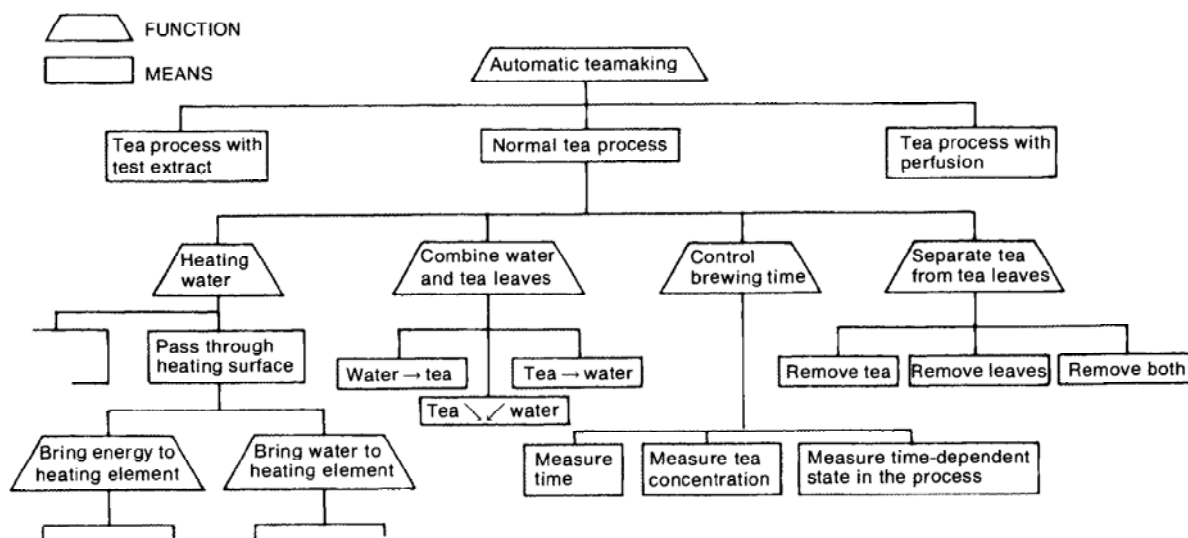 FUNCTION
MEANS
Automatic teamaking
Tea process with
test extract
Normal tea process
Tea process with
perfusion
Heating
water
Combine water
and tea leaves
Control
brewing time
Separate tea
from tea leaves
Pass through
heating surface
Water → tea
Tea → water
Tea ↘↙ water
Remove tea
Remove leaves
Remove both
Bring energy to
heating element
Bring water to
heating element
Measure
time
Measure tea
concentration
Measure time-dependent
state in the process